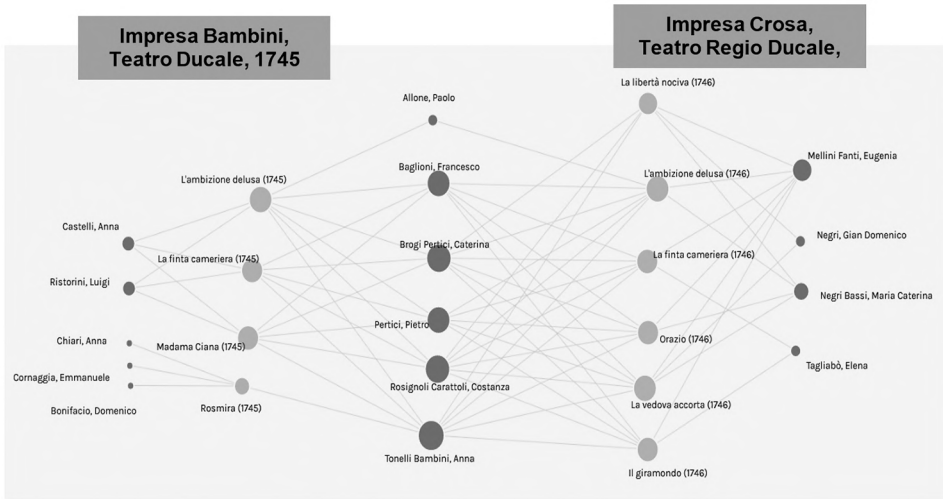 Impresa Bambini,
Teatro Ducale, 1745
Impresa Crosa,
Teatro Regio Ducale,
Castelli, Anna
Ristorini, Luigi
Chiari, Anna
Cornaggia, Emmanuele
Bonifacio, Domenico
L'ambizione delusa (1745)
La finta cameriera (1745)
Madama Ciana (1745)
Rosmira (1745)
Allone, Paolo
Baglioni, Francesco
Brogi Pertici, Caterina
Pertici, Pietro
Rosignoli Carattoli, Costanza
Tonelli Bambini, Anna
La libertà nociva (1746)
L'ambizione delusa (1746)
La finta cameriera (1746)
Orazio (1746)
La vedova accorta (1746)
Il giramondo (1746)
Mellini Fanti, Eugenia
Negri, Gian Domenico
Negri Bassi, Maria Caterina
Tagliabò, Elena